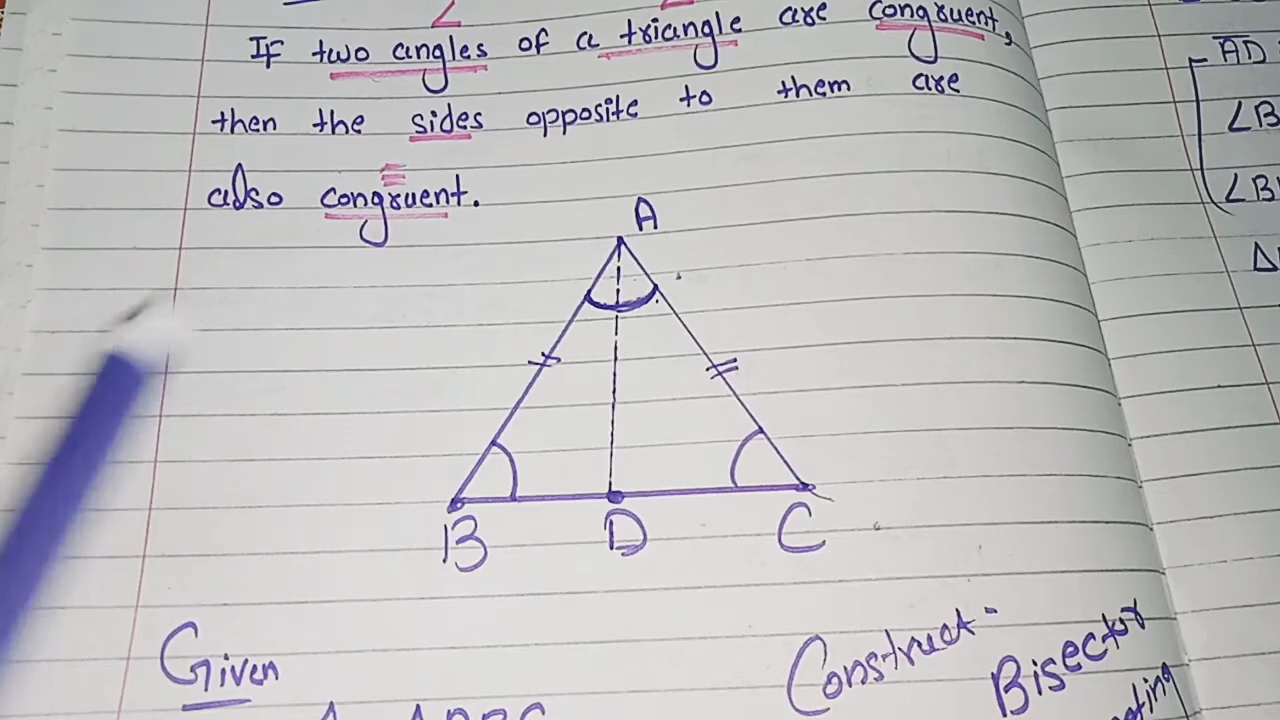 If two angles of a triangle are congruent,
then the sides opposite to them are
also congruent.
A
B D C
Given
Construct
Bisector
AD
∠B
∠B
Δ